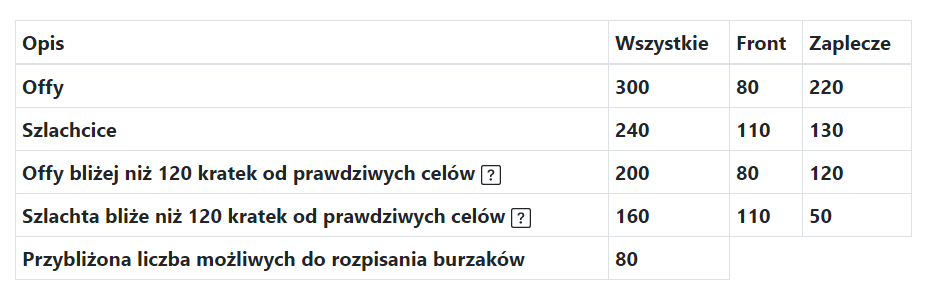 Opis Wszystkie Front Zaplecze
Offy 300 80 220
Szlachcice 240 110 130
Offy bliżej niż 120 kratek od prawdziwych celów ? 200 80 120
Szlachta bliże niż 120 kratek od prawdziwych celów ? 160 110 50
Przybliżona liczba możliwych do rozpisania burzaków 80